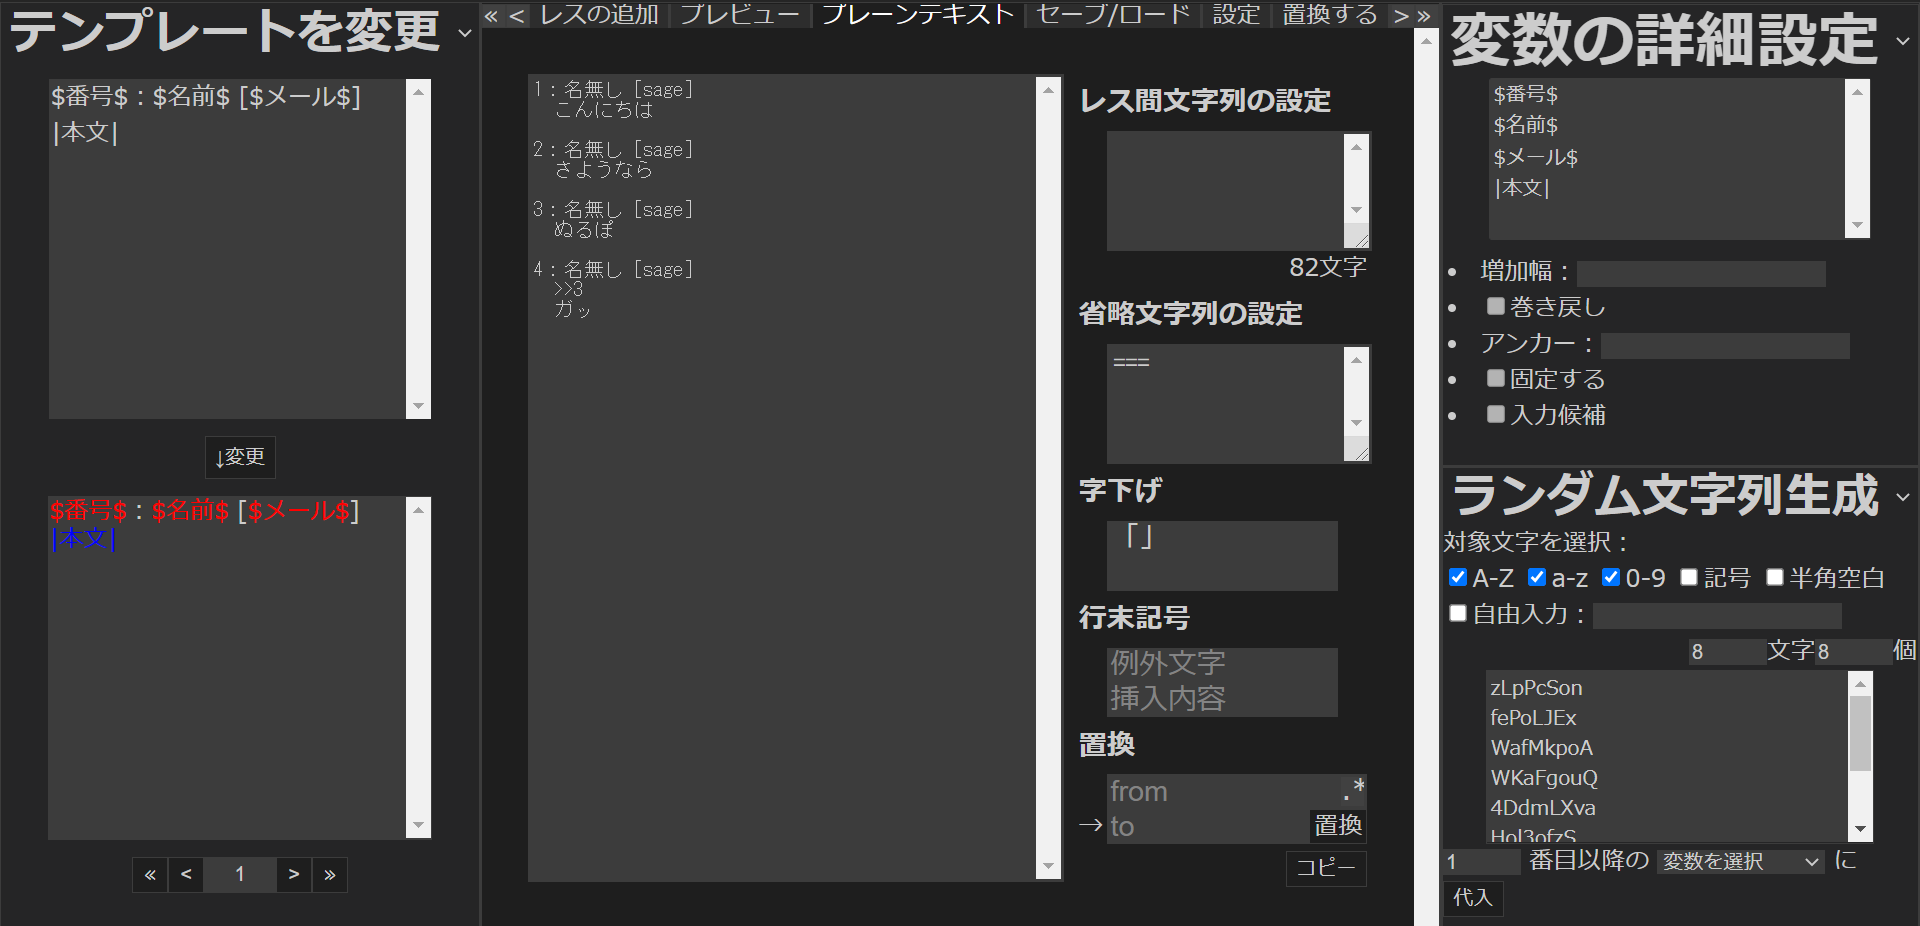 テンプレートを変更
$番号$：$名前$ [$メール$]
|本文|
↓変更
$番号$：$名前$ [$メール$]
|本文|
« < 1 > »
« < レスの追加 プレビュー プレーンテキスト セーブ/ロード 設定 置換する > »
1：名無し [sage]
こんにちは
2：名無し [sage]
さようなら
3：名無し [sage]
ぬるぽ
4：名無し [sage]
>>3
ガッ
レス間文字列の設定
82文字
省略文字列の設定
===
字下げ
「」
行末記号
例外文字
挿入内容
置換
from .*
→ to 置換
コピー
変数の詳細設定
$番号$
$名前$
$メール$
|本文|
増加幅：
巻き戻し
アンカー：
固定する
入力候補
ランダム文字列生成
対象文字を選択：
A-Z a-z 0-9 記号 半角空白
自由入力：
8 文字 8 個
zLpPcSon
fePoLJEx
WafMkpoA
WKaFgouQ
4DdmLXva
Hol3ofzS
1 番目以降の 変数を選択 に
代入